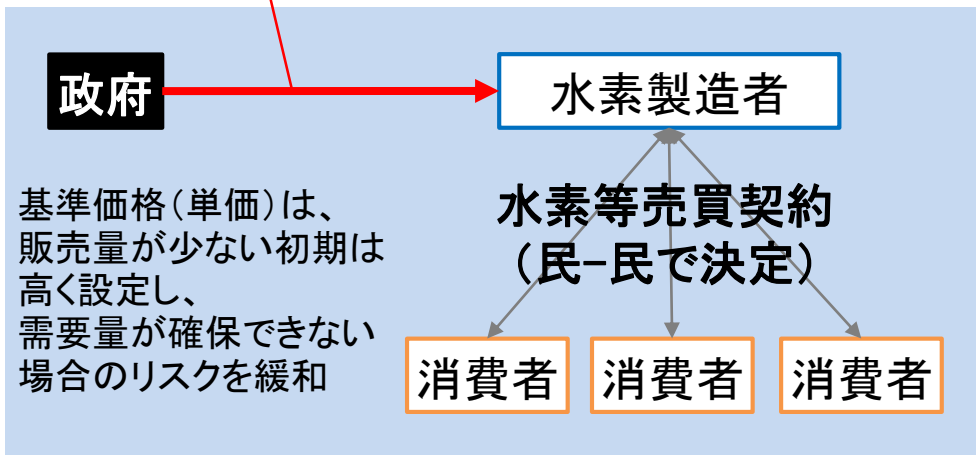 政府
水素製造者
基準価格（単価）は、
販売量が少ない初期は
高く設定し、
需要量が確保できない
場合のリスクを緩和
水素等売買契約
（民−民で決定）
消費者
消費者
消費者